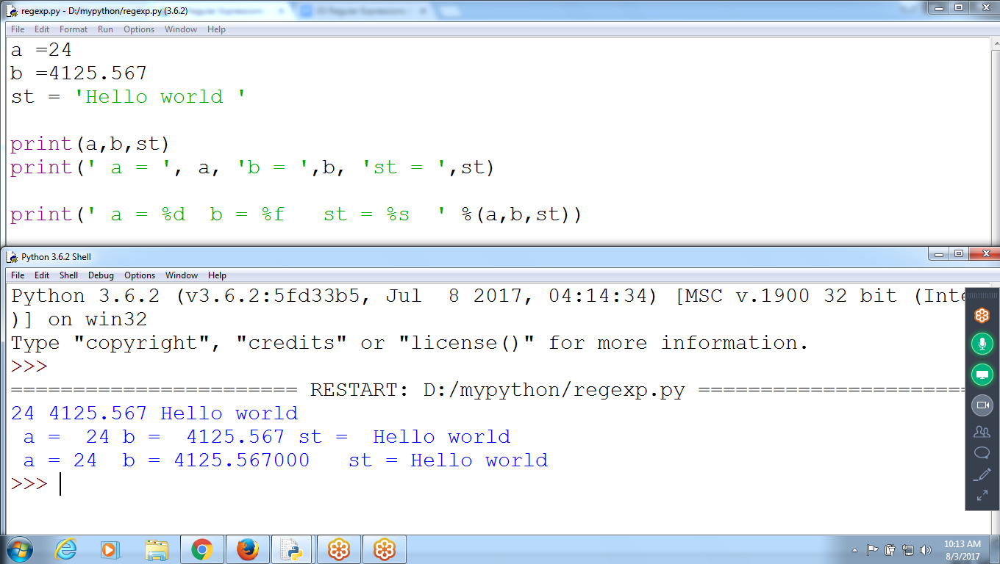 regexp.py - D:/mypython/regexp.py (3.6.2)
File Edit Format Run Options Window Help
a =24
b =4125.567
st = 'Hello world '
print(a,b,st)
print(' a = ', a, 'b = ',b, 'st = ',st)
print(' a = %d  b = %f   st = %s  ' %(a,b,st))
Python 3.6.2 Shell
File Edit Shell Debug Options Window Help
Python 3.6.2 (v3.6.2:5fd33b5, Jul  8 2017, 04:14:34) [MSC v.1900 32 bit (Inte
)] on win32
Type "copyright", "credits" or "license()" for more information.
>>>
======================= RESTART: D:/mypython/regexp.py ======================
24 4125.567 Hello world
 a =  24 b =  4125.567 st =  Hello world
 a = 24  b = 4125.567000   st = Hello world
>>>
10:13 AM
8/3/2017